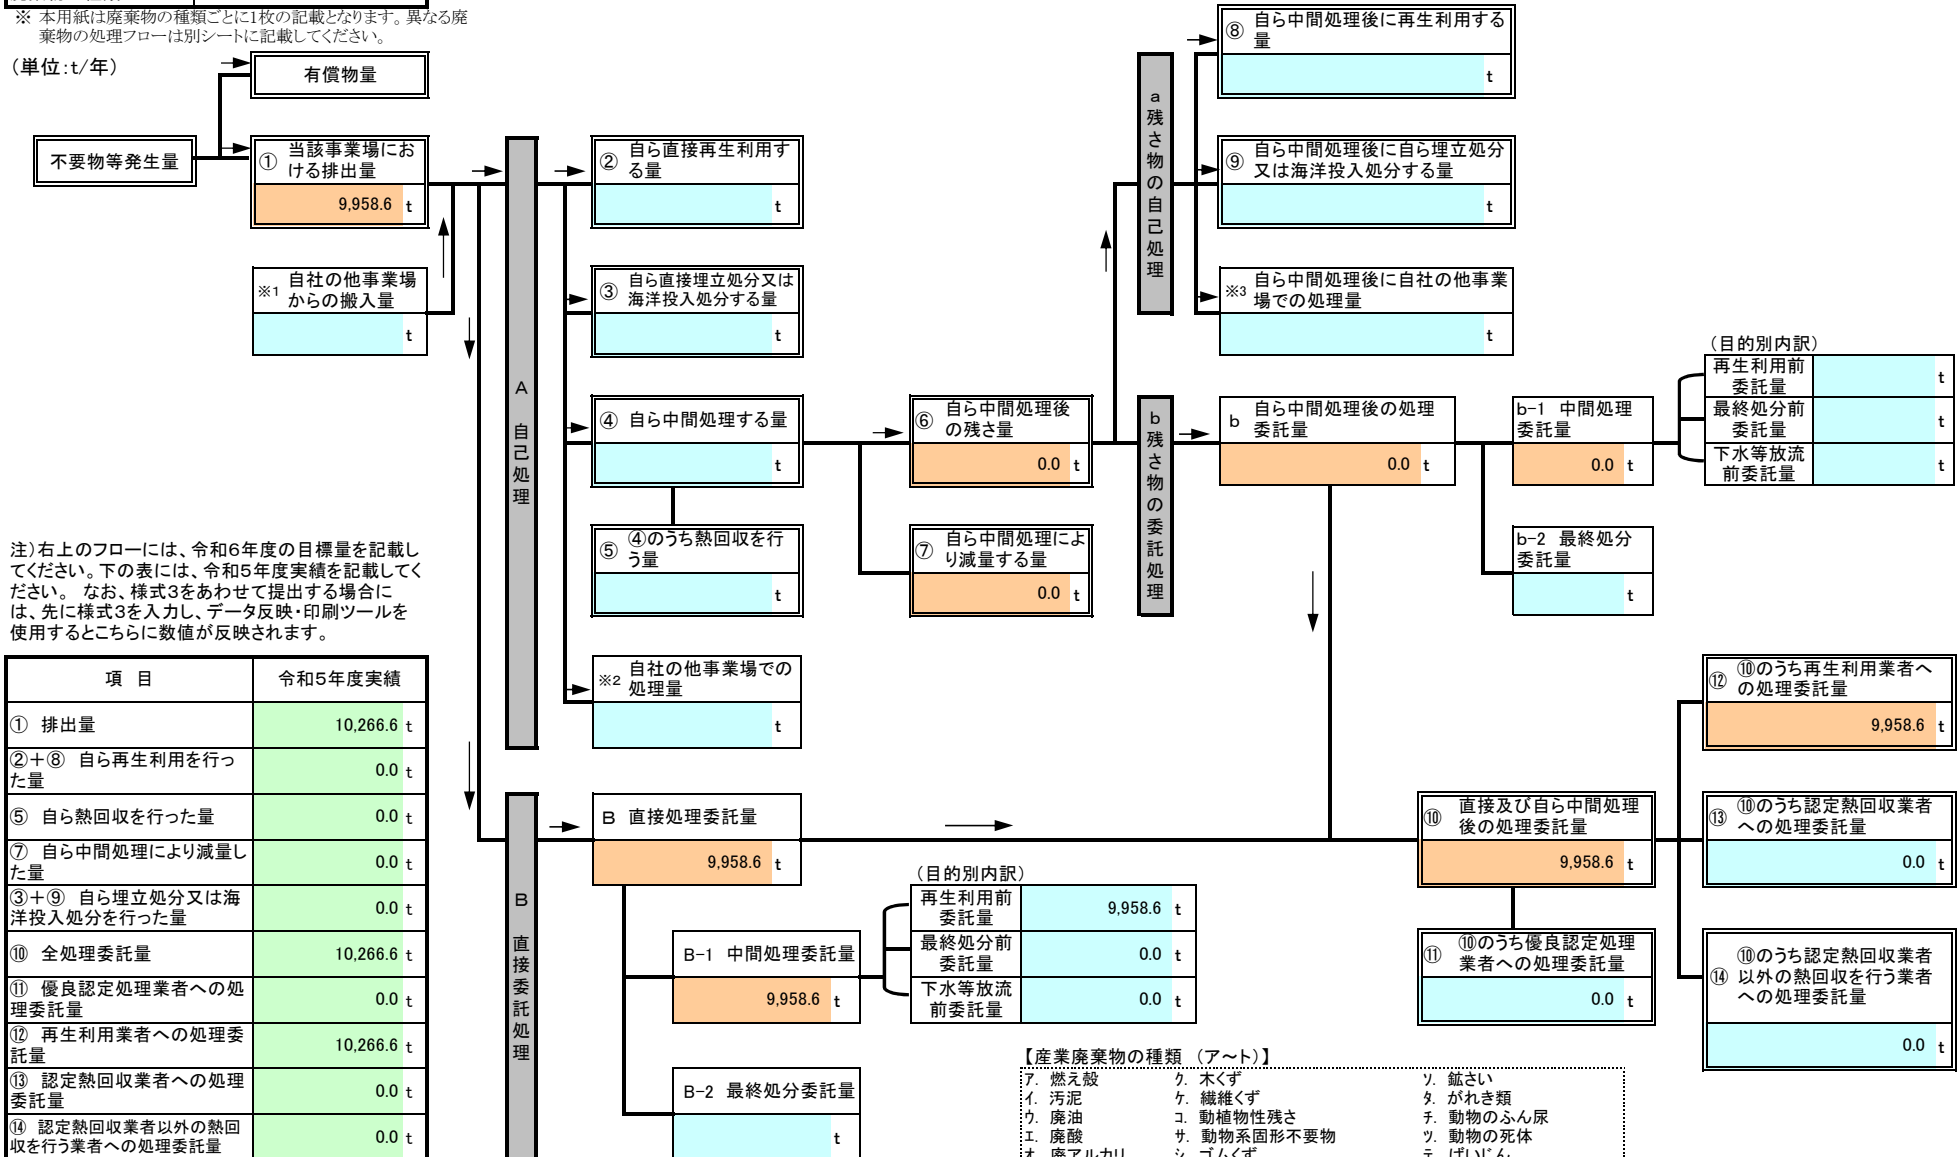 ※ 本用紙は廃棄物の種類ごとに1枚の記載となります。異なる廃
棄物の処理フローは別シートに記載してください。
(単位:t/年)
有償物量
不要物等発生量
① 当該事業場にお
ける排出量
9,958.6 t
※1 自社の他事業場
からの搬入量
t
A 自己処理
② 自ら直接再生利用す
る量
t
③ 自ら直接埋立処分又は
海洋投入処分する量
t
④ 自ら中間処理する量
t
⑤ ④のうち熱回収を行
う量
t
※2 自社の他事業場での
処理量
t
⑥ 自ら中間処理後
の残さ量
0.0 t
⑦ 自ら中間処理によ
り減量する量
0.0 t
a 残さ物の自己処理
⑧ 自ら中間処理後に再生利用する
量
t
⑨ 自ら中間処理後に自ら埋立処分
又は海洋投入処分する量
t
※3 自ら中間処理後に自社の他事業
場での処理量
t
b 残さ物の委託処理
b 自ら中間処理後の処理
委託量
0.0 t
b-1 中間処理
委託量
0.0 t
(目的別内訳)
再生利用前
委託量
t
最終処分前
委託量
t
下水等放流
前委託量
t
b-2 最終処分
委託量
t
注)右上のフローには、令和6年度の目標量を記載し
てください。下の表には、令和5年度実績を記載してく
ださい。 なお、様式3をあわせて提出する場合に
は、先に様式3を入力し、データ反映・印刷ツールを
使用するとこちらに数値が反映されます。
項 目 令和5年度実績
① 排出量 10,266.6 t
②+⑧ 自ら再生利用を行っ
た量
0.0 t
⑤ 自ら熱回収を行った量 0.0 t
⑦ 自ら中間処理により減量し
た量
0.0 t
③+⑨ 自ら埋立処分又は海
洋投入処分を行った量
0.0 t
⑩ 全処理委託量 10,266.6 t
⑪ 優良認定処理業者への処
理委託量
0.0 t
⑫ 再生利用業者への処理委
託量
10,266.6 t
⑬ 認定熱回収業者への処理
委託量
0.0 t
⑭ 認定熱回収業者以外の熱回
収を行う業者への処理委託量
0.0 t
B 直接委託処理
B 直接処理委託量
9,958.6 t
B-1 中間処理委託量
9,958.6 t
(目的別内訳)
再生利用前
委託量
9,958.6 t
最終処分前
委託量
0.0 t
下水等放流
前委託量
0.0 t
B-2 最終処分委託量
t
⑩ 直接及び自ら中間処理
後の処理委託量
9,958.6 t
⑪ ⑩のうち優良認定処理
業者への処理委託量
0.0 t
⑫ ⑩のうち再生利用業者へ
の処理委託量
9,958.6 t
⑬ ⑩のうち認定熱回収業者
への処理委託量
0.0 t
⑭ ⑩のうち認定熱回収業者
以外の熱回収を行う業者
への処理委託量
0.0 t
【産業廃棄物の種類 (ア～ト)】
ア. 燃え殻 ク. 木くず ソ. 鉱さい
イ. 汚泥 ケ. 繊維くず タ. がれき類
ウ. 廃油 コ. 動植物性残さ チ. 動物のふん尿
エ. 廃酸 サ. 動物系固形不要物 ツ. 動物の死体
オ. 廃アルカリ シ. ゴムくず テ. ばいじん